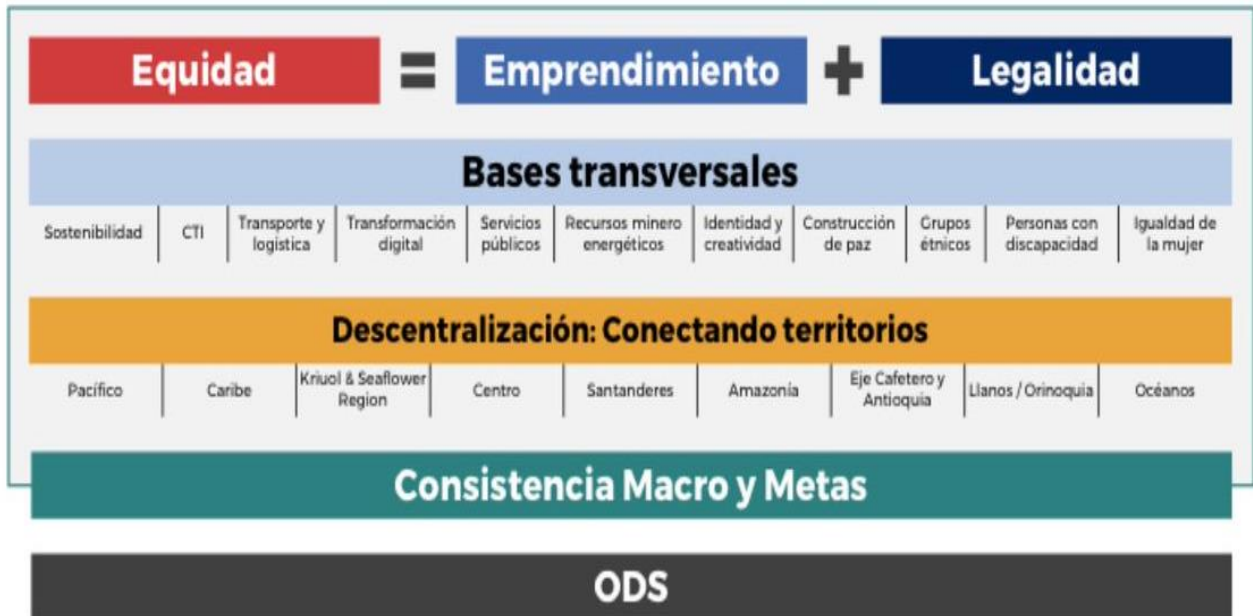 Equidad = Emprendimiento + Legalidad
Bases transversales
Sostenibilidad
CTI
Transporte y
logística
Transformación
digital
Servicios
públicos
Recursos minero
energéticos
Identidad y
creatividad
Construcción
de paz
Grupos
étnicos
Personas con
discapacidad
Igualdad de
la mujer
Descentralización: Conectando territorios
Pacífico
Caribe
Kriuol & Seaflower
Region
Centro
Santanderes
Amazonía
Eje Cafetero y
Antioquia
Llanos / Orinoquia
Océanos
Consistencia Macro y Metas
ODS